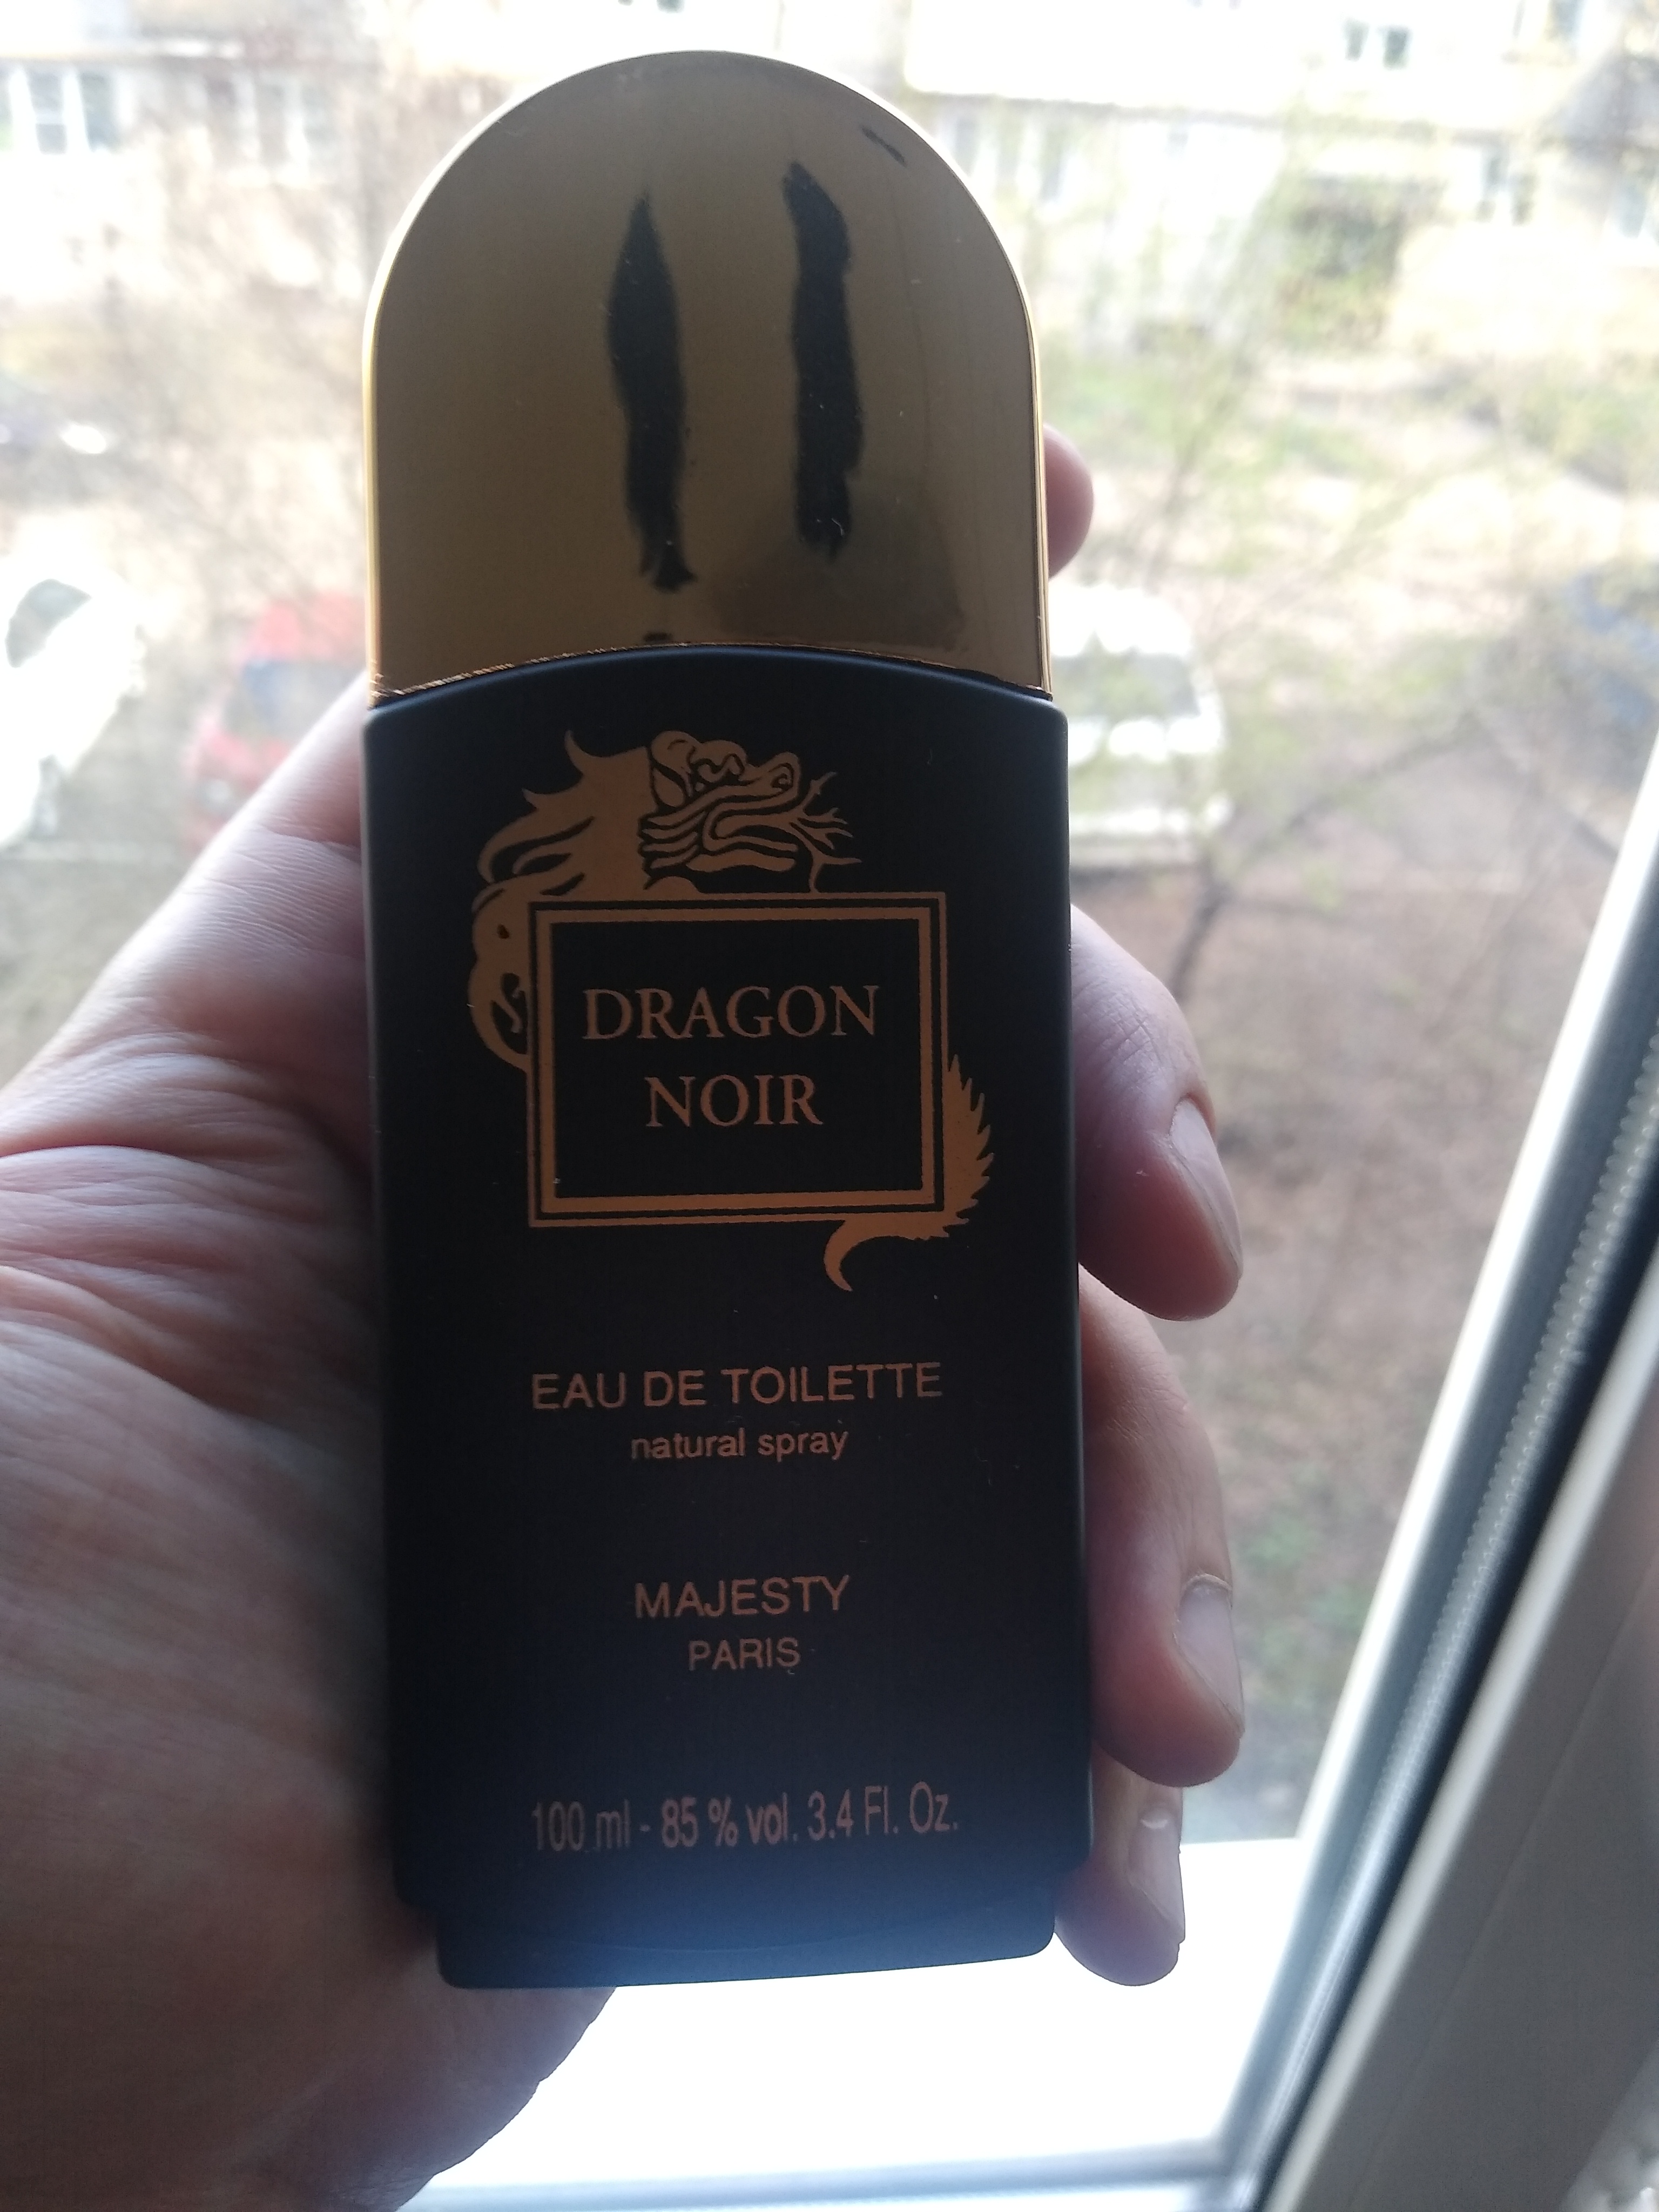 DRAGON
NOIR
EAU DE TOILETTE
natural spray
MAJESTY
PARIS
100 ml - 85 % vol. 3.4 Fl. Oz.